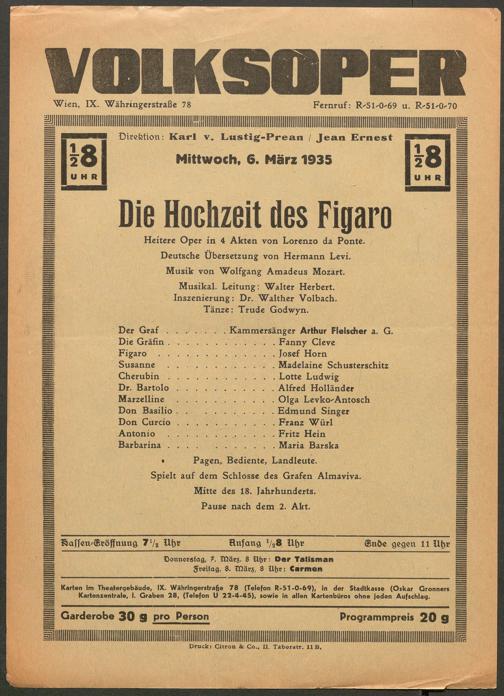 VOLKSOPER
Wien, IX. Währingerstraße 78 Fernruf: R-51-0-69 u. R-51-0-70
1/2 8 UHR
Direktion: Karl v. Lustig-Prean / Jean Ernest
1/2 8 UHR
Mittwoch, 6. März 1935
Die Hochzeit des Figaro
Heitere Oper in 4 Akten von Lorenzo da Ponte.
Deutsche Übersetzung von Hermann Levi.
Musik von Wolfgang Amadeus Mozart.
Musikal. Leitung: Walter Herbert.
Inszenierung: Dr. Walther Volbach.
Tänze: Trude Godwyn.
Der Graf . . . . . . . Kammersänger Arthur Fleischer a. G.
Die Gräfin . . . . . . . . . . . . Fanny Cleve
Figaro . . . . . . . . . . . . Josef Horn
Susanne . . . . . . . . . . . . Madelaine Schusterschitz
Cherubin . . . . . . . . . . . . Lotte Ludwig
Dr. Bartolo . . . . . . . . . . . Alfred Holländer
Marzelline . . . . . . . . . . . Olga Levko-Antosch
Don Basilio . . . . . . . . . . . Edmund Singer
Don Curcio . . . . . . . . . . . Franz Würl
Antonio . . . . . . . . . . . . Fritz Hein
Barbarina . . . . . . . . . . . Maria Barska
Pagen, Bediente, Landleute.
Spielt auf dem Schlosse des Grafen Almaviva.
Mitte des 18. Jahrhunderts.
Pause nach dem 2. Akt.
Kassen-Eröffnung 7 1/2 Uhr Anfang 1/2 8 Uhr Ende gegen 11 Uhr
Donnerstag, 7. März, 8 Uhr: Der Talisman
Freitag, 8. März, 8 Uhr: Carmen
Karten im Theatergebäude, IX. Währingerstraße 78 (Telefon R-51-0-69), in der Stadtkasse (Oskar Gronners
Kartenzentrale, I. Graben 28, (Telefon U 22-4-45), sowie in allen Kartenbüros ohne jeden Aufschlag.
Garderobe 30 g pro Person Programmpreis 20 g
Druck: Citron & Co., II. Taborstr. 11 B.